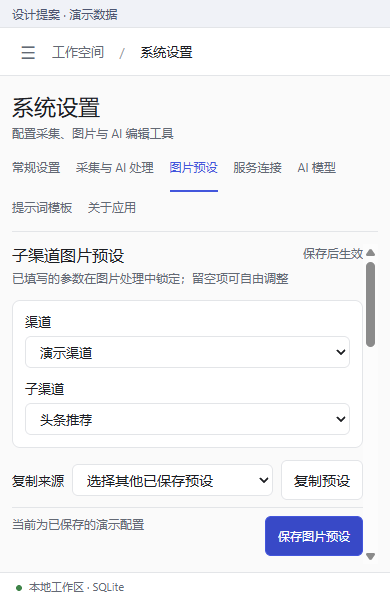 设计提案 · 演示数据
工作空间 / 系统设置
系统设置
配置采集、图片与 AI 编辑工具
常规设置 采集与 AI 处理 图片预设 服务连接 AI 模型
提示词模板 关于应用
子渠道图片预设 保存后生效
已填写的参数在图片处理中锁定；留空项可自由调整
渠道
演示渠道
子渠道
头条推荐
复制来源 选择其他已保存预设 复制预设
当前为已保存的演示配置 保存图片预设
本地工作区 · SQLite